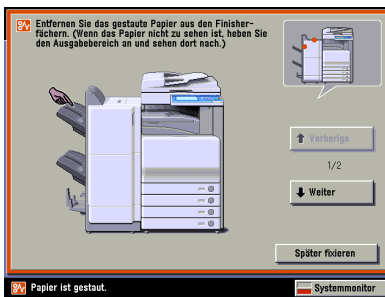 Entfernen Sie das gestaute Papier aus den Finisher-
fächern. (Wenn das Papier nicht zu sehen ist, heben Sie
den Ausgabebereich an und sehen dort nach.)
Vorherige
1/2
Weiter
Später fixieren
Papier ist gestaut.
Systemmonitor